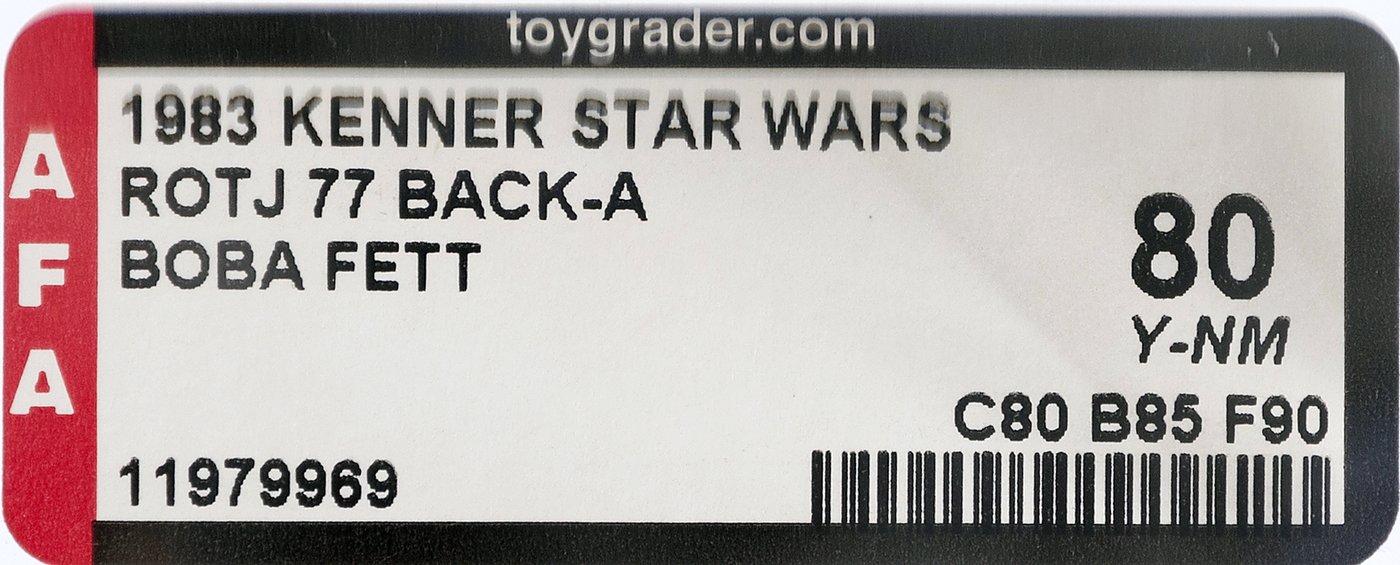 toygrader.com
AFA
1983 KENNER STAR WARS
ROTJ 77 BACK-A
BOBA FETT
80
Y-NM
C80 B85 F90
11979969